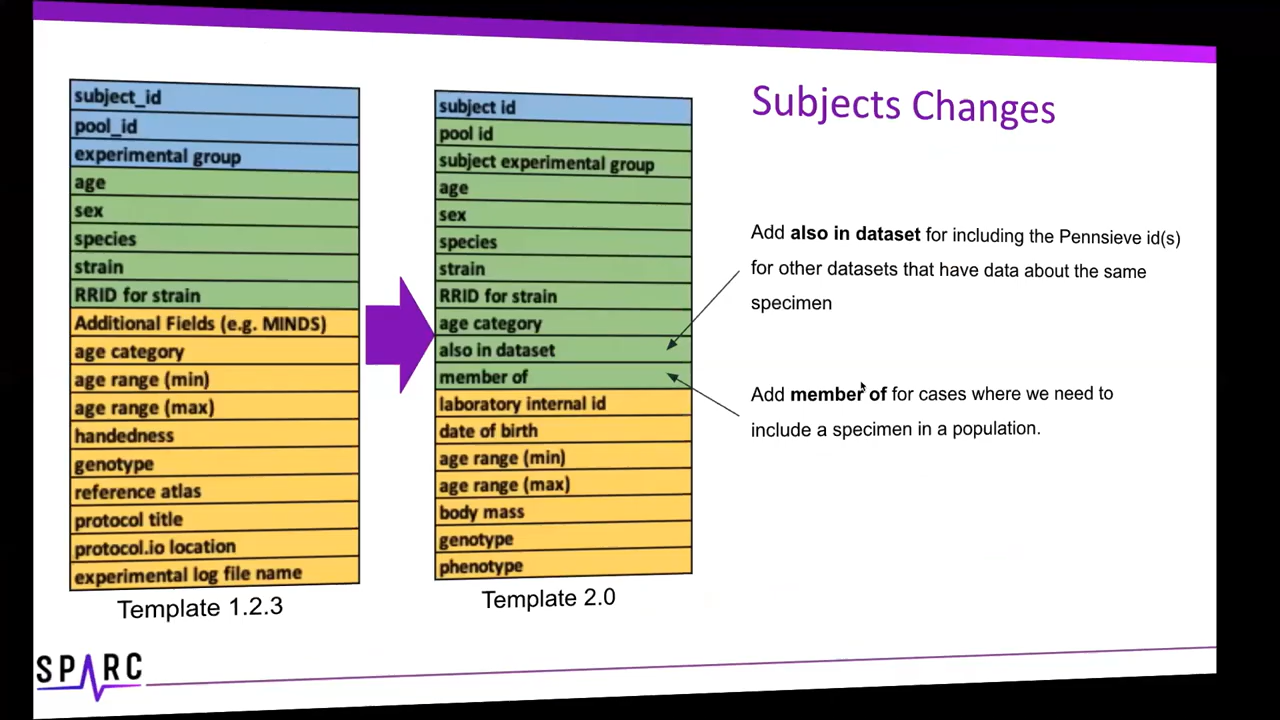 Subjects Changes
subject_id
pool_id
experimental group
age
sex
species
strain
RRID for strain
Additional Fields (e.g. MINDS)
age category
age range (min)
age range (max)
handedness
genotype
reference atlas
protocol title
protocol.io location
experimental log file name
Template 1.2.3
subject id
pool id
subject experimental group
age
sex
species
strain
RRID for strain
age category
also in dataset
member of
laboratory internal id
date of birth
age range (min)
age range (max)
body mass
genotype
phenotype
Template 2.0
Add also in dataset for including the Pennsieve id(s)
for other datasets that have data about the same
specimen
Add member of for cases where we need to
include a specimen in a population.
SPARC